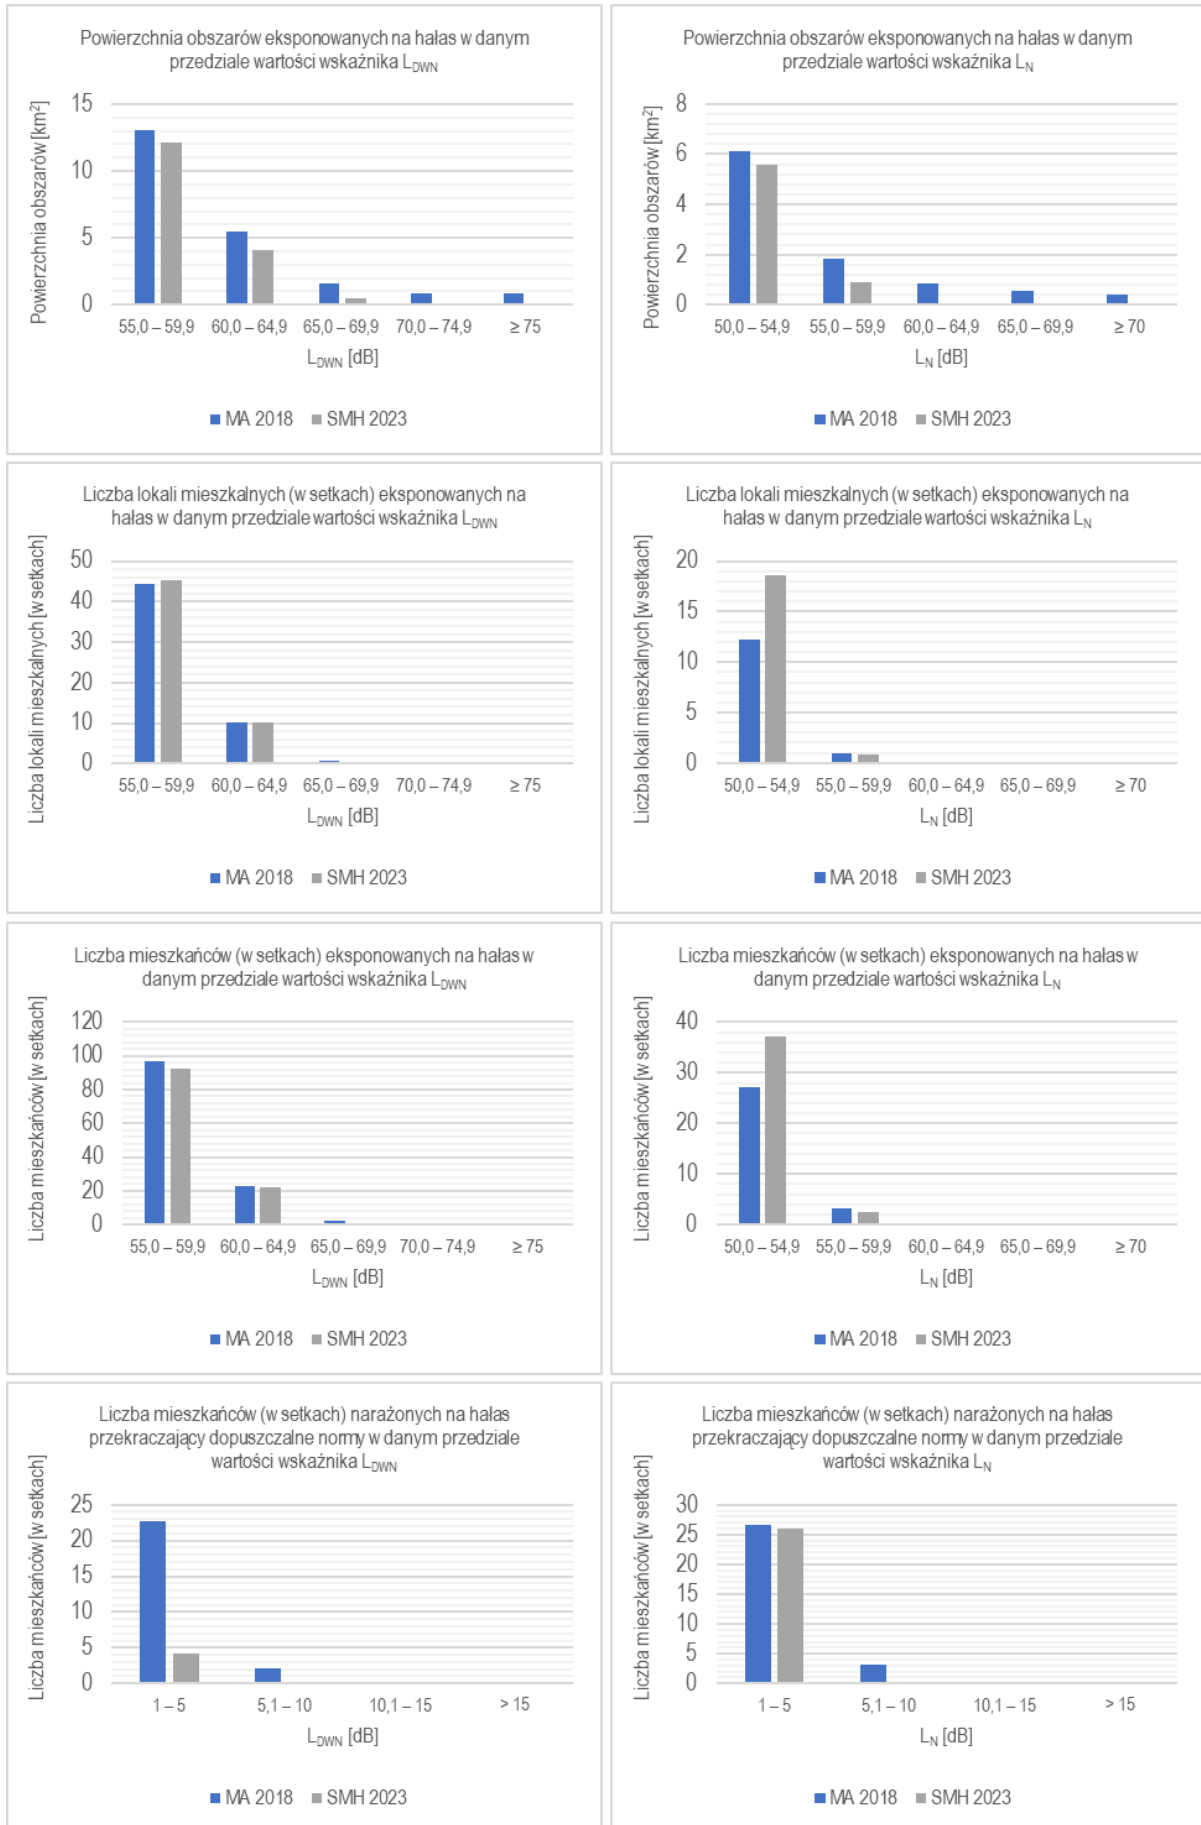 Powierzchnia obszarów eksponowanych na hałas w danym
przedziale wartości wskaźnika L_DWN
Powierzchnia obszarów [km²]
15
10
5
0
55,0 – 59,9 60,0 – 64,9 65,0 – 69,9 70,0 – 74,9 ≥ 75
L_DWN [dB]
MA 2018 SMH 2023
Powierzchnia obszarów eksponowanych na hałas w danym
przedziale wartości wskaźnika L_N
Powierzchnia obszarów [km²]
8
6
4
2
0
50,0 – 54,9 55,0 – 59,9 60,0 – 64,9 65,0 – 69,9 ≥ 70
L_N [dB]
MA 2018 SMH 2023
Liczba lokali mieszkalnych (w setkach) eksponowanych na
hałas w danym przedziale wartości wskaźnika L_DWN
Liczba lokali mieszkalnych [w setkach]
50
40
30
20
10
0
55,0 – 59,9 60,0 – 64,9 65,0 – 69,9 70,0 – 74,9 ≥ 75
L_DWN [dB]
MA 2018 SMH 2023
Liczba lokali mieszkalnych (w setkach) eksponowanych na
hałas w danym przedziale wartości wskaźnika L_N
Liczba lokali mieszkalnych [w setkach]
20
15
10
5
0
50,0 – 54,9 55,0 – 59,9 60,0 – 64,9 65,0 – 69,9 ≥ 70
L_N [dB]
MA 2018 SMH 2023
Liczba mieszkańców (w setkach) eksponowanych na hałas w
danym przedziale wartości wskaźnika L_DWN
Liczba mieszkańców [w setkach]
120
100
80
60
40
20
0
55,0 – 59,9 60,0 – 64,9 65,0 – 69,9 70,0 – 74,9 ≥ 75
L_DWN [dB]
MA 2018 SMH 2023
Liczba mieszkańców (w setkach) eksponowanych na hałas w
danym przedziale wartości wskaźnika L_N
Liczba mieszkańców [w setkach]
40
30
20
10
0
50,0 – 54,9 55,0 – 59,9 60,0 – 64,9 65,0 – 69,9 ≥ 70
L_N [dB]
MA 2018 SMH 2023
Liczba mieszkańców (w setkach) narażonych na hałas
przekraczający dopuszczalne normy w danym przedziale
wartości wskaźnika L_DWN
Liczba mieszkańców [w setkach]
25
20
15
10
5
0
1 – 5 5,1 – 10 10,1 – 15 > 15
L_DWN [dB]
MA 2018 SMH 2023
Liczba mieszkańców (w setkach) narażonych na hałas
przekraczający dopuszczalne normy w danym przedziale
wartości wskaźnika L_N
Liczba mieszkańców [w setkach]
30
25
20
15
10
5
0
1 – 5 5,1 – 10 10,1 – 15 > 15
L_N [dB]
MA 2018 SMH 2023